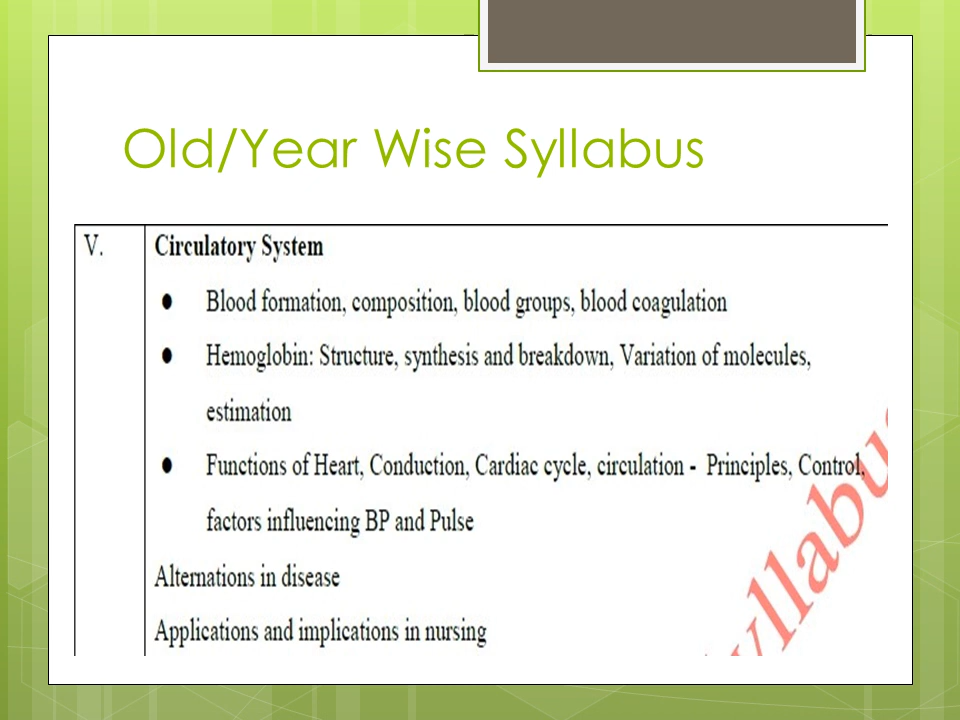 Old/Year Wise Syllabus
V. Circulatory System
● Blood formation, composition, blood groups, blood coagulation
● Hemoglobin: Structure, synthesis and breakdown, Variation of molecules,
estimation
● Functions of Heart, Conduction, Cardiac cycle, circulation - Principles, Control,
factors influencing BP and Pulse
Alternations in disease
Applications and implications in nursing
yllabus